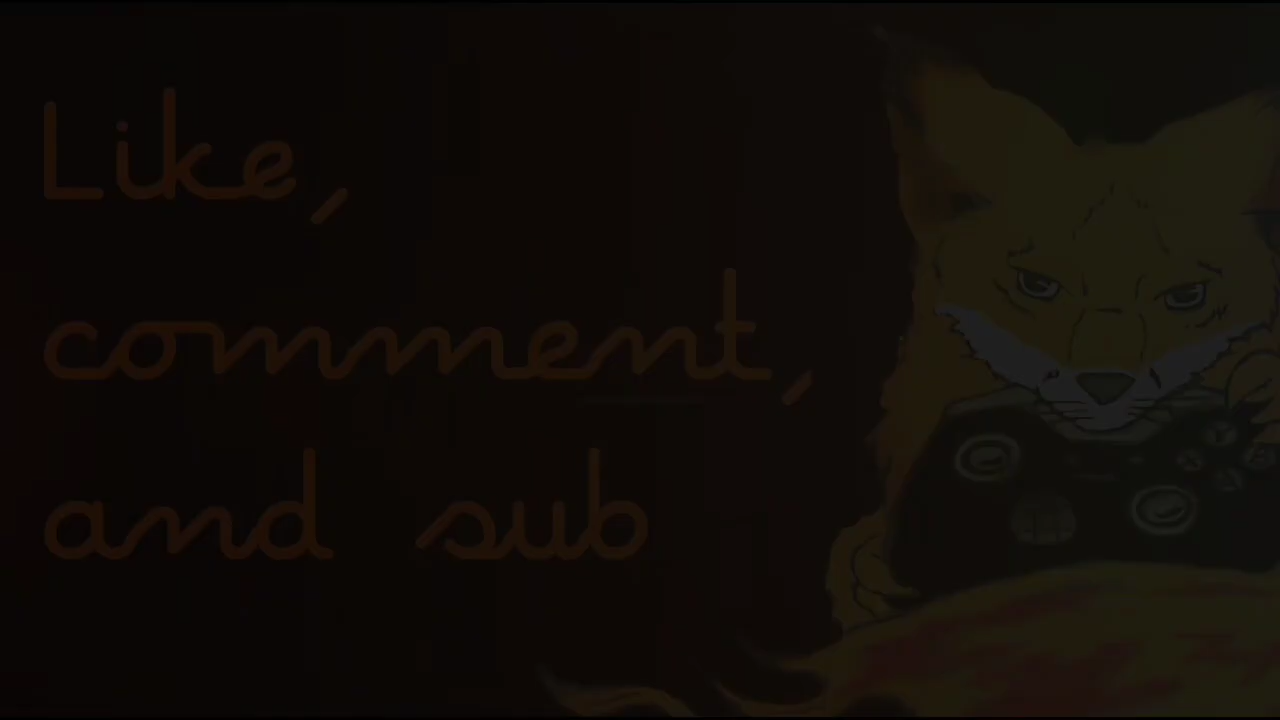 Like,
comment,
and sub